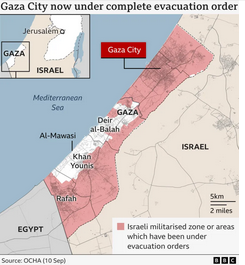 Gaza City now under complete evacuation order
Jerusalem
GAZA
ISRAEL
Gaza City
Mediterranean
Sea
GAZA
Deir
al-Balah
Al-Mawasi
ISRAEL
Khan
Younis
Rafah
5km
2 miles
EGYPT
Israeli militarised zone or areas
which have been under
evacuation orders
Source: OCHA (10 Sep)
BBC